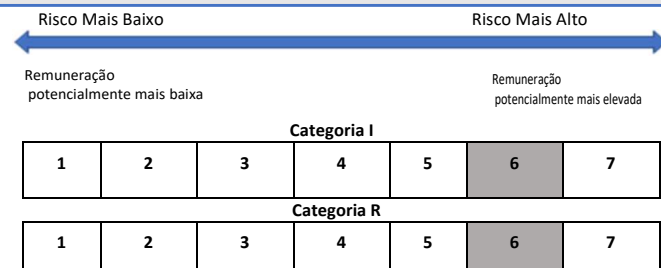 Risco Mais Baixo Risco Mais Alto
Remuneração Remuneração
potencialmente mais baixa potencialmente mais elevada
Categoria I
1 2 3 4 5 6 7
Categoria R
1 2 3 4 5 6 7